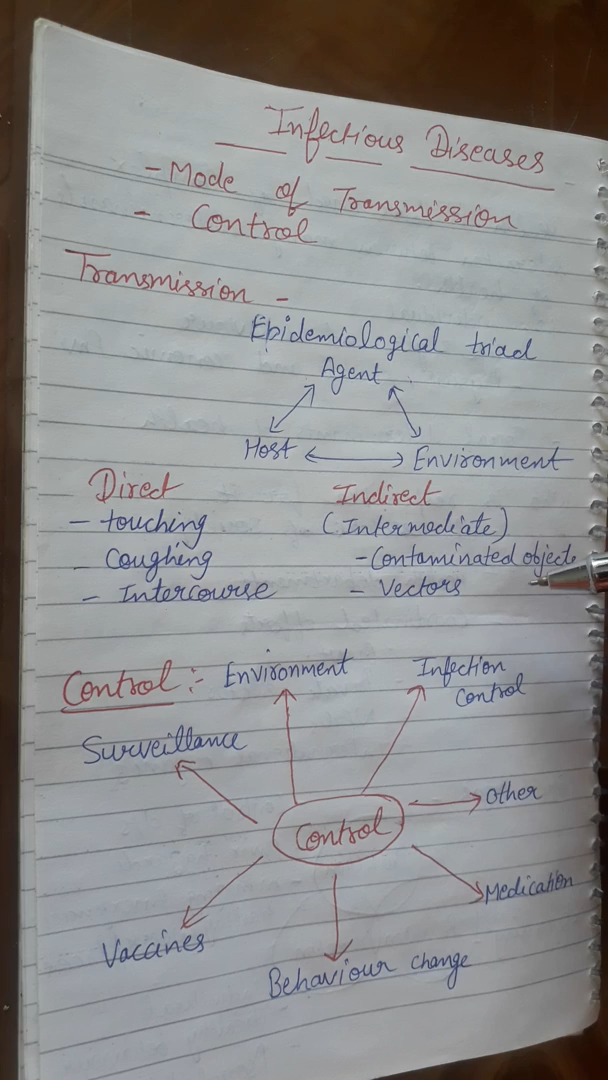 Infectious Diseases
- Mode of Transmission
- Control
Transmission -
Epidemiological triad
Agent
Host Environment
Direct
- touching
- Coughing
- Intercourse
Indirect
(Intermediate)
- Contaminated objects
- Vectors
Control :-
Environment
Infection
control
Surveillance
Other
Control
Medication
Vaccines
Behaviour change